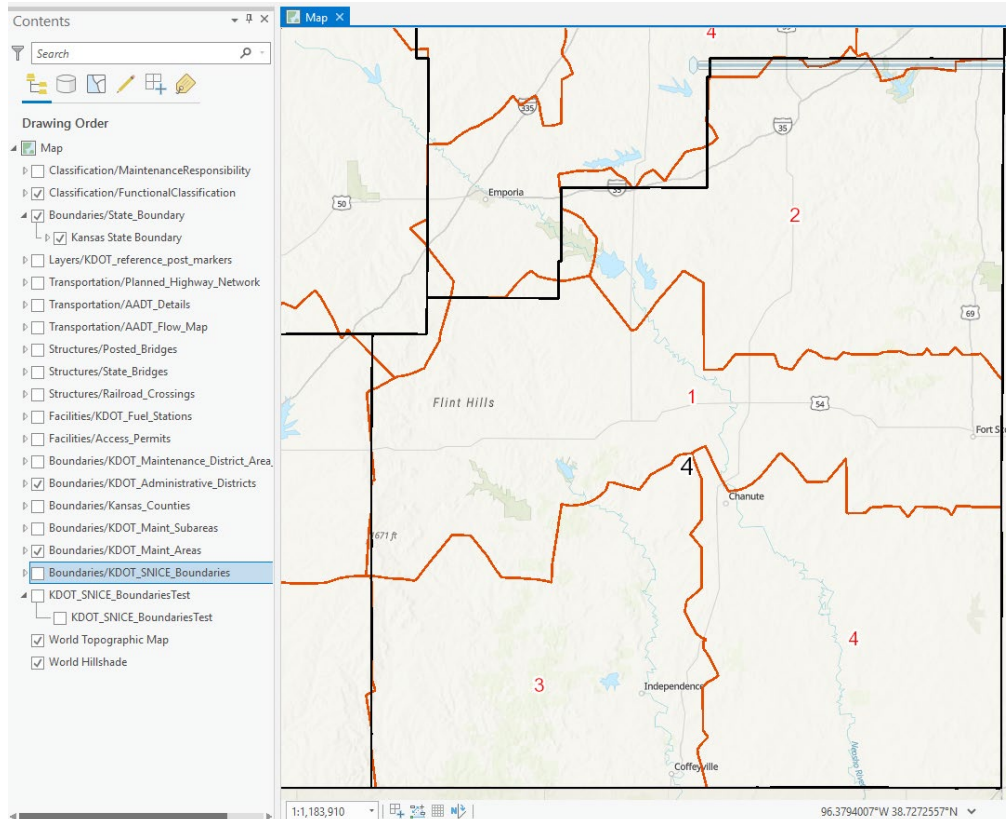 Contents
Search
Drawing Order
Map
Classification/MaintenanceResponsibility
Classification/FunctionalClassification
Boundaries/State_Boundary
Kansas State Boundary
Layers/KDOT_reference_post_markers
Transportation/Planned_Highway_Network
Transportation/AADT_Details
Transportation/AADT_Flow_Map
Structures/Posted_Bridges
Structures/State_Bridges
Structures/Railroad_Crossings
Facilities/KDOT_Fuel_Stations
Facilities/Access_Permits
Boundaries/KDOT_Maintenance_District_Area_
Boundaries/KDOT_Administrative_Districts
Boundaries/Kansas_Counties
Boundaries/KDOT_Maint_Subareas
Boundaries/KDOT_Maint_Areas
Boundaries/KDOT_SNICE_Boundaries
KDOT_SNICE_BoundariesTest
KDOT_SNICE_BoundariesTest
World Topographic Map
World Hillshade
Map
4
35
335
35
50
Emporia
35
2
69
1
Flint Hills
54
Fort Sc
4
Chanute
1671 ft
4
3
Independence
Neosho River
Coffeyville
1:1,183,910
96.3794007°W 38.7272557°N